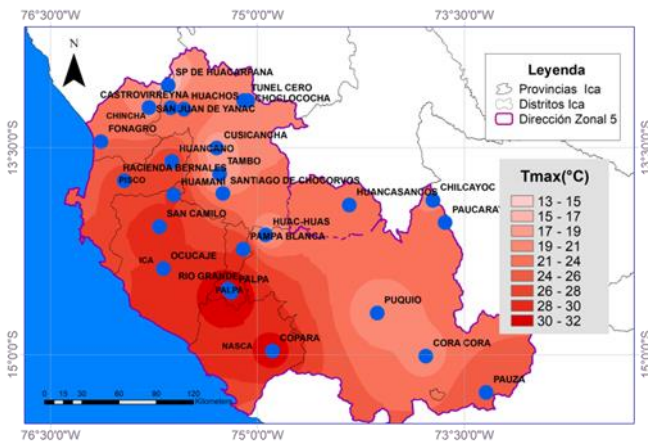 76°30'0"W 75°0'0"W 73°30'0"W
N
SP DE HUACARPANA
TUNEL CERO
CASTROVIRREYNA
HUACHOS
CHOCLOCOCHA
CHINCHA
SAN JUAN DE YANAC
FONAGRO
CUSICANCHA
13°30'0"S
HUANCANO
TAMBO
HACIENDA BERNALES
PISCO
HUAMANI
SANTIAGO DE CHOCORVOS
HUANCASANCOS
CHILCAYOC
SAN CAMILO
HUAC-HUAS
PAUCARAY
PAMPA BLANCA
ICA
OCUCAJE
RIO GRANDE
PALPA
PALPA
PUQUIO
NASCA
COPARA
CORA CORA
15°0'0"S
PAUZA
Leyenda
Provincias Ica
Distritos Ica
Dirección Zonal 5
Tmax(°C)
13 - 15
15 - 17
17 - 19
19 - 21
21 - 24
24 - 26
26 - 28
28 - 30
30 - 32
0 15 30 60 90 120
Kilometers
13°30'0"S
15°0'0"S
76°30'0"W 75°0'0"W 73°30'0"W